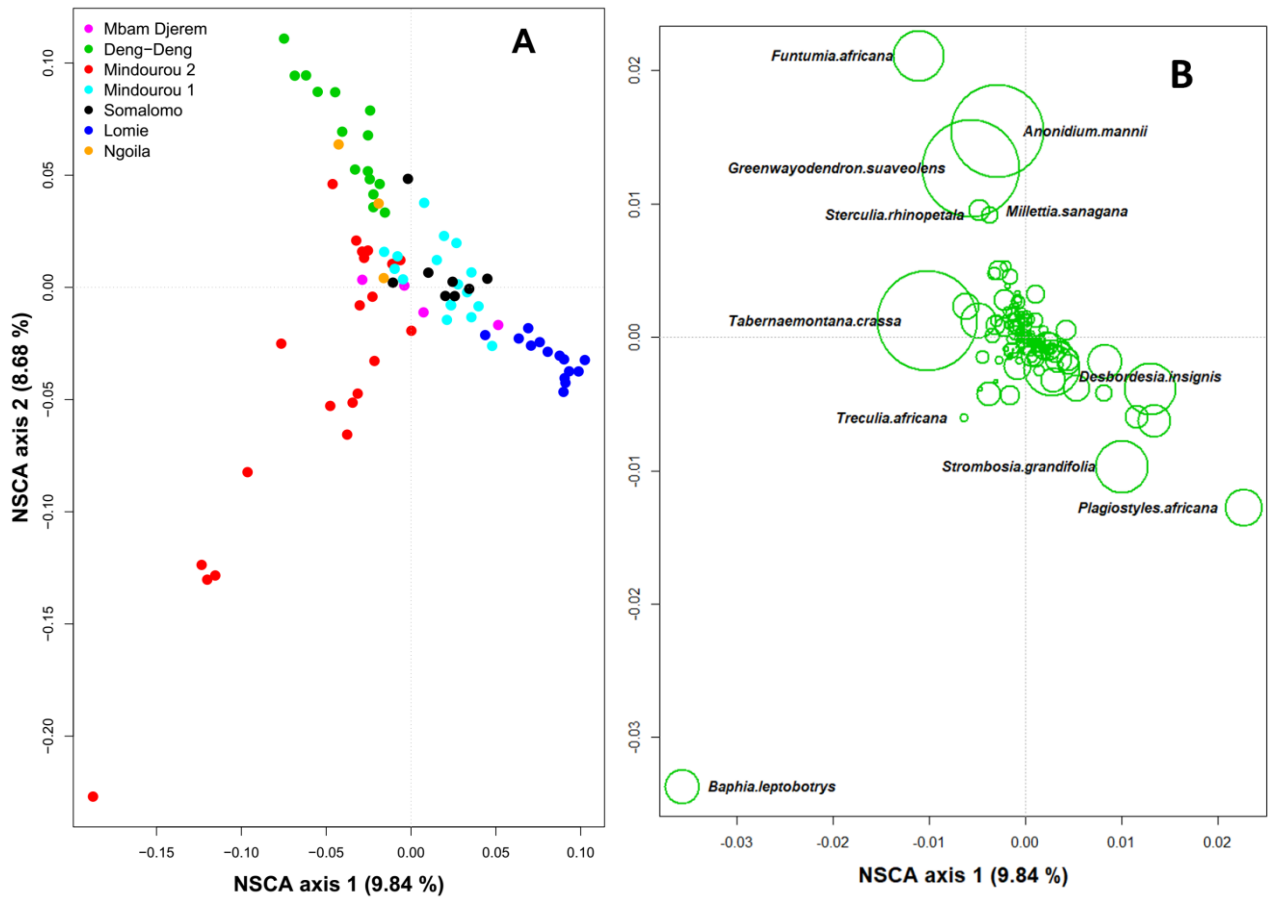 A
Mbam Djerem
Deng−Deng
Mindourou 2
Mindourou 1
Somalomo
Lomie
Ngoila
0.10
0.05
0.00
−0.05
−0.10
−0.15
−0.20
NSCA axis 2 (8.68 %)
−0.15
−0.10
−0.05
0.00
0.05
0.10
NSCA axis 1 (9.84 %)
B
Funtumia.africana
Anonidium.mannii
Greenwayodendron.suaveolens
Sterculia.rhinopetala
Millettia.sanagana
Tabernaemontana.crassa
Desbordesia.insignis
Treculia.africana
Strombosia.grandifolia
Plagiostyles.africana
Baphia.leptobotrys
0.02
0.01
0.00
-0.01
-0.02
-0.03
-0.03
-0.02
-0.01
0.00
0.01
0.02
NSCA axis 1 (9.84 %)